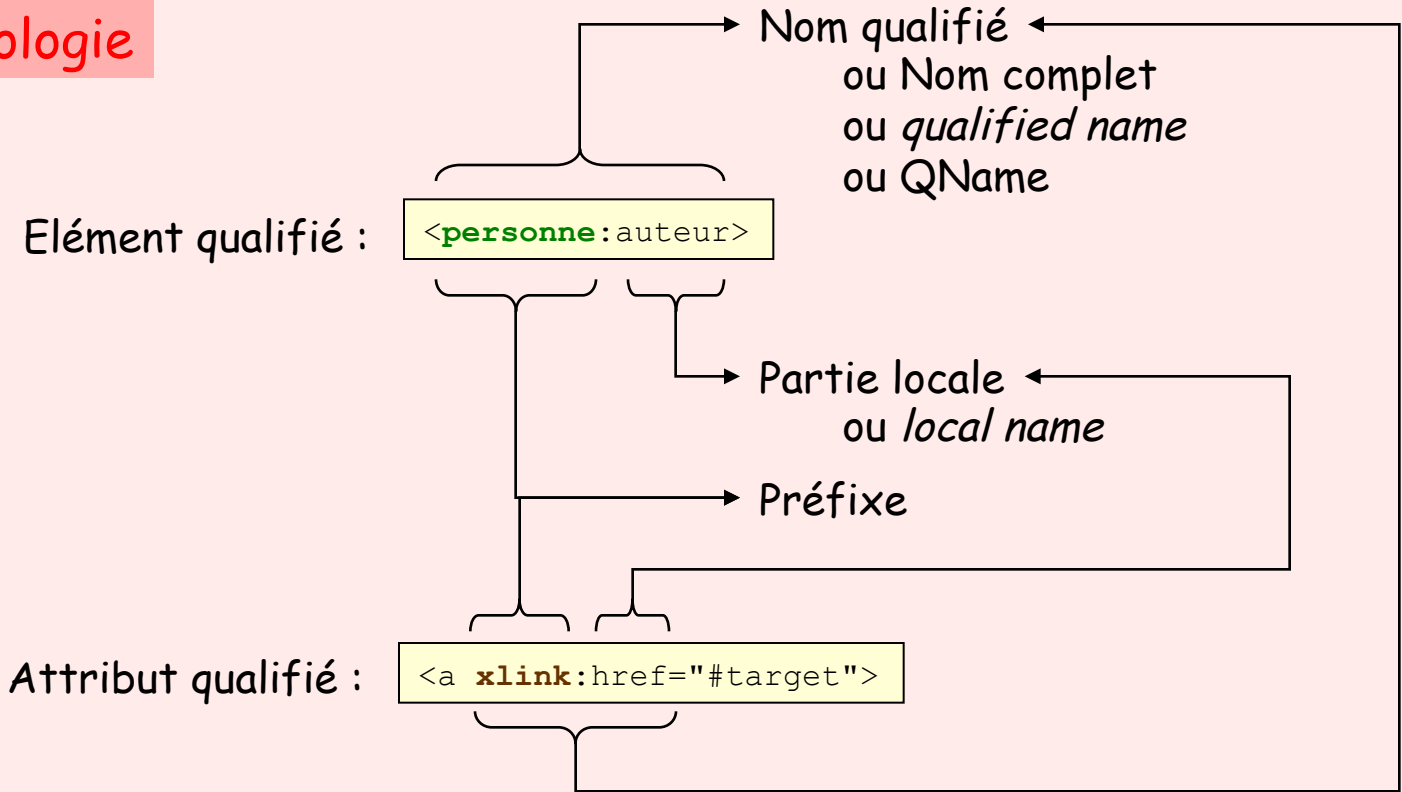 ologie
Nom qualifié
ou Nom complet
ou qualified name
ou QName
Elément qualifié :
<personne:auteur>
Partie locale
ou local name
Préfixe
Attribut qualifié :
<a xlink:href="#target">